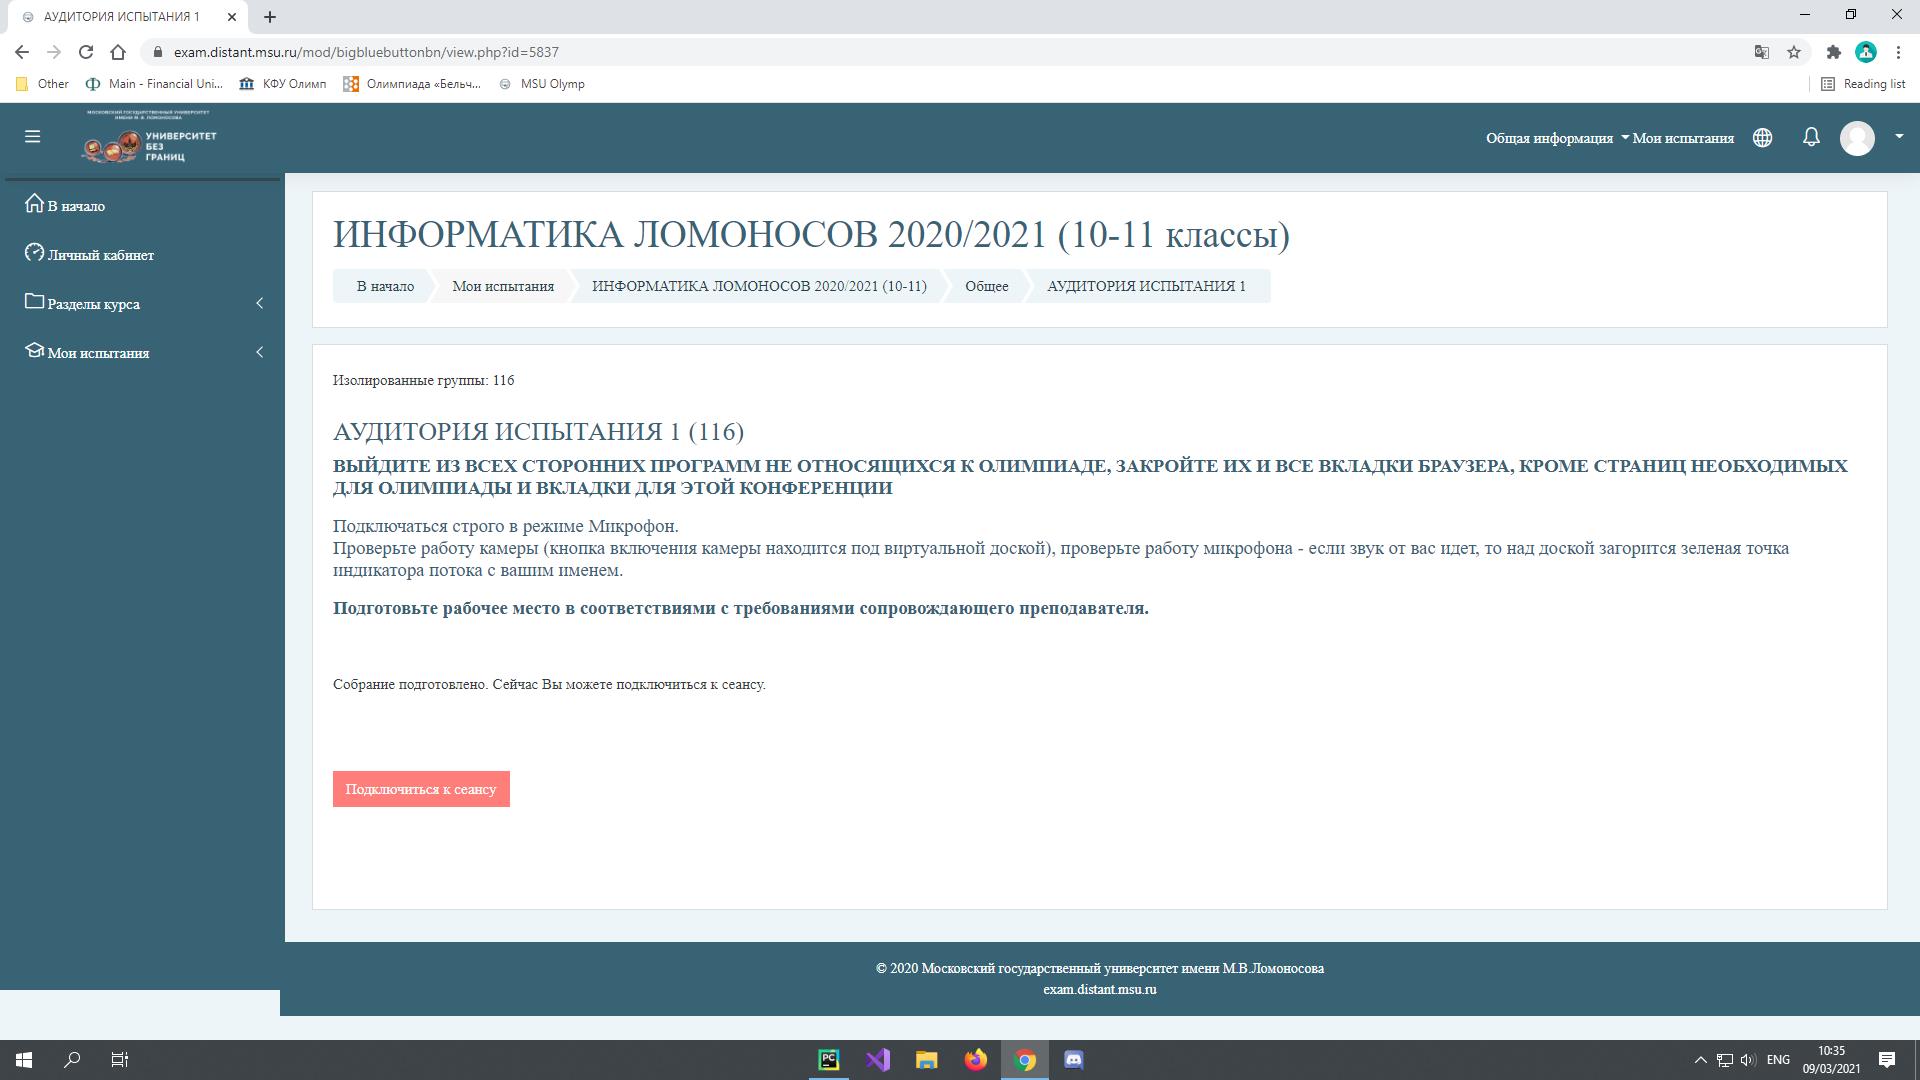 АУДИТОРИЯ ИСПЫТАНИЯ 1
exam.distant.msu.ru/mod/bigbluebuttonbn/view.php?id=5837
Other
Main - Financial Uni...
КФУ Олимп
Олимпиада «Бельч...
MSU Olymp
Reading list
МОСКОВСКИЙ ГОСУДАРСТВЕННЫЙ УНИВЕРСИТЕТ
ИМЕНИ М. В. ЛОМОНОСОВА
УНИВЕРСИТЕТ
БЕЗ
ГРАНИЦ
Общая информация
Мои испытания
В начало
Личный кабинет
Разделы курса
Мои испытания
ИНФОРМАТИКА ЛОМОНОСОВ 2020/2021 (10-11 классы)
В начало
Мои испытания
ИНФОРМАТИКА ЛОМОНОСОВ 2020/2021 (10-11)
Общее
АУДИТОРИЯ ИСПЫТАНИЯ 1
Изолированные группы: 116
АУДИТОРИЯ ИСПЫТАНИЯ 1 (116)
ВЫЙДИТЕ ИЗ ВСЕХ СТОРОННИХ ПРОГРАММ НЕ ОТНОСЯЩИХСЯ К ОЛИМПИАДЕ, ЗАКРОЙТЕ ИХ И ВСЕ ВКЛАДКИ БРАУЗЕРА, КРОМЕ СТРАНИЦ НЕОБХОДИМЫХ
ДЛЯ ОЛИМПИАДЫ И ВКЛАДКИ ДЛЯ ЭТОЙ КОНФЕРЕНЦИИ
Подключаться строго в режиме Микрофон.
Проверьте работу камеры (кнопка включения камеры находится под виртуальной доской), проверьте работу микрофона - если звук от вас идет, то над доской загорится зеленая точка
индикатора потока с вашим именем.
Подготовьте рабочее место в соответствиями с требованиями сопровождающего преподавателя.
Собрание подготовлено. Сейчас Вы можете подключиться к сеансу.
Подключиться к сеансу
© 2020 Московский государственный университет имени М.В.Ломоносова
exam.distant.msu.ru
PC
ENG
10:35
09/03/2021